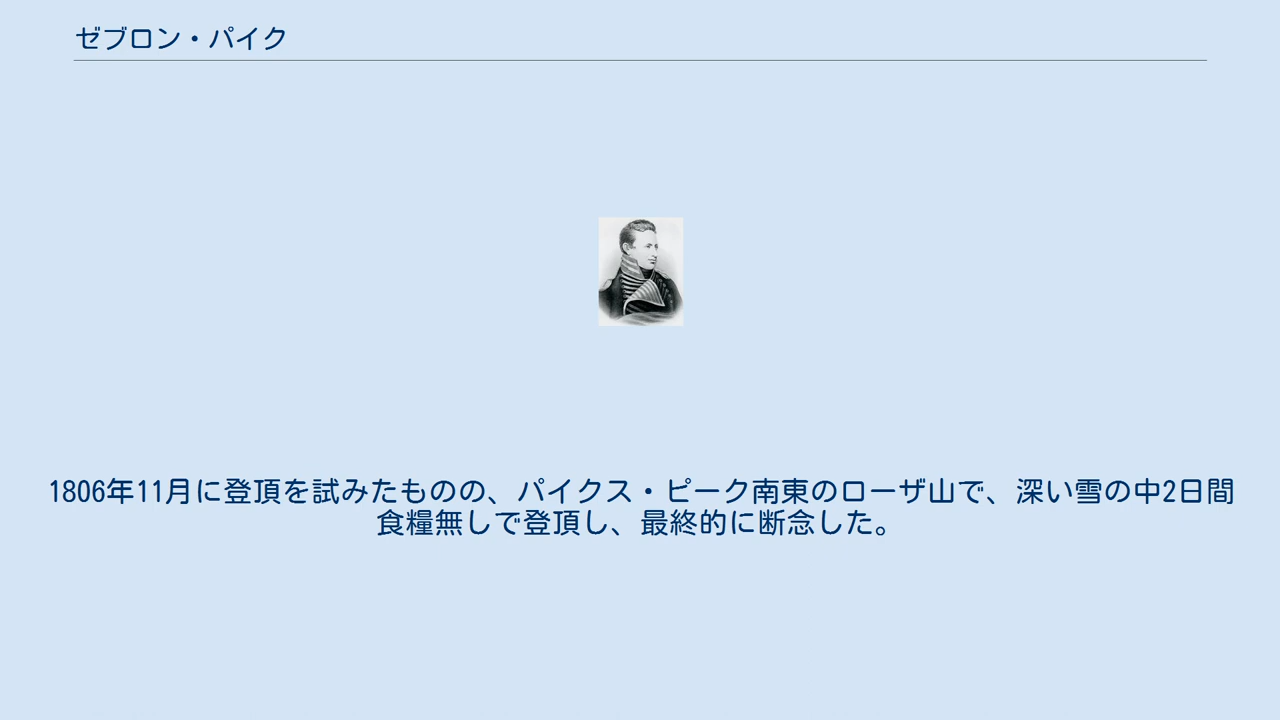 ゼブロン・パイク
1806年11月に登頂を試みたものの、パイクス・ピーク南東のローザ山で、深い雪の中2日間
食糧無しで登頂し、最終的に断念した。